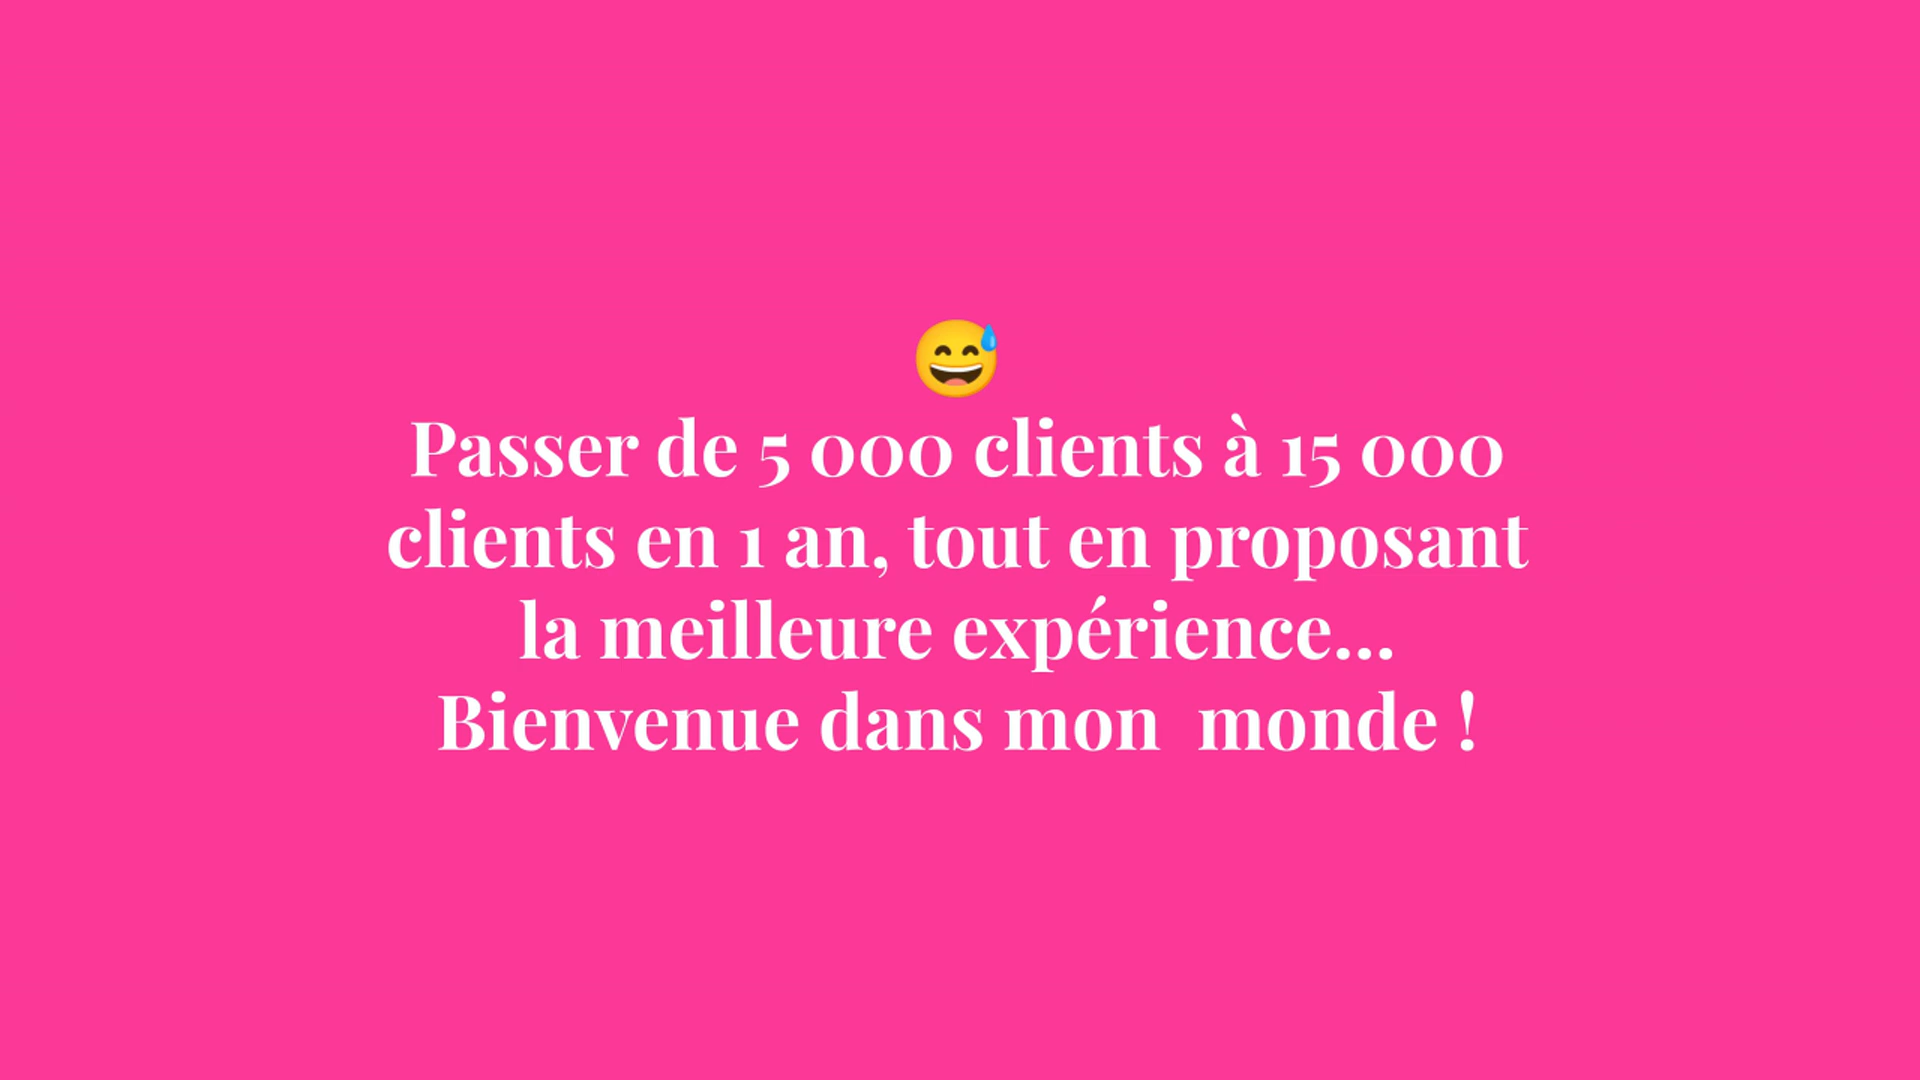 😅
Passer de 5 000 clients à 15 000
clients en 1 an, tout en proposant
la meilleure expérience...
Bienvenue dans mon  monde !